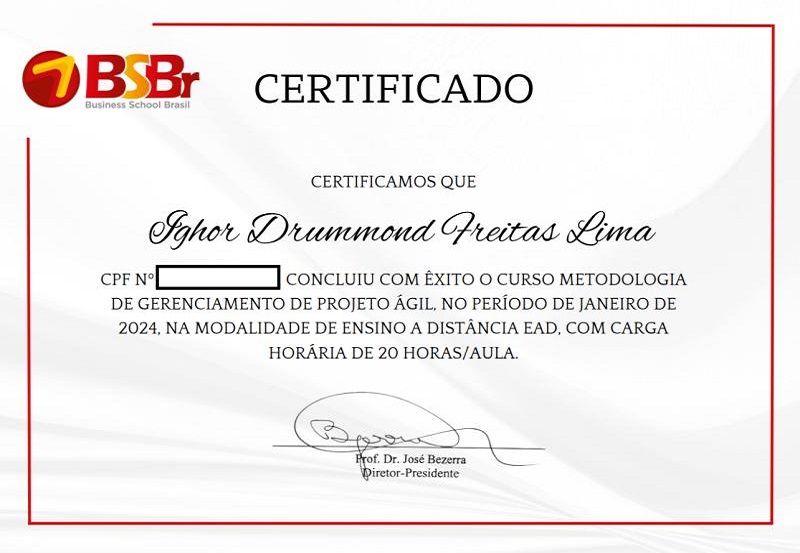 BSBr
Business School Brasil
CERTIFICADO
CERTIFICAMOS QUE
Ighor Drummond Freitas Lima
CPF Nº CONCLUIU COM ÊXITO O CURSO METODOLOGIA
DE GERENCIAMENTO DE PROJETO ÁGIL, NO PERÍODO DE JANEIRO DE
2024, NA MODALIDADE DE ENSINO A DISTÂNCIA EAD, COM CARGA
HORÁRIA DE 20 HORAS/AULA.
Bezerra
Prof. Dr. José Bezerra
Diretor-Presidente